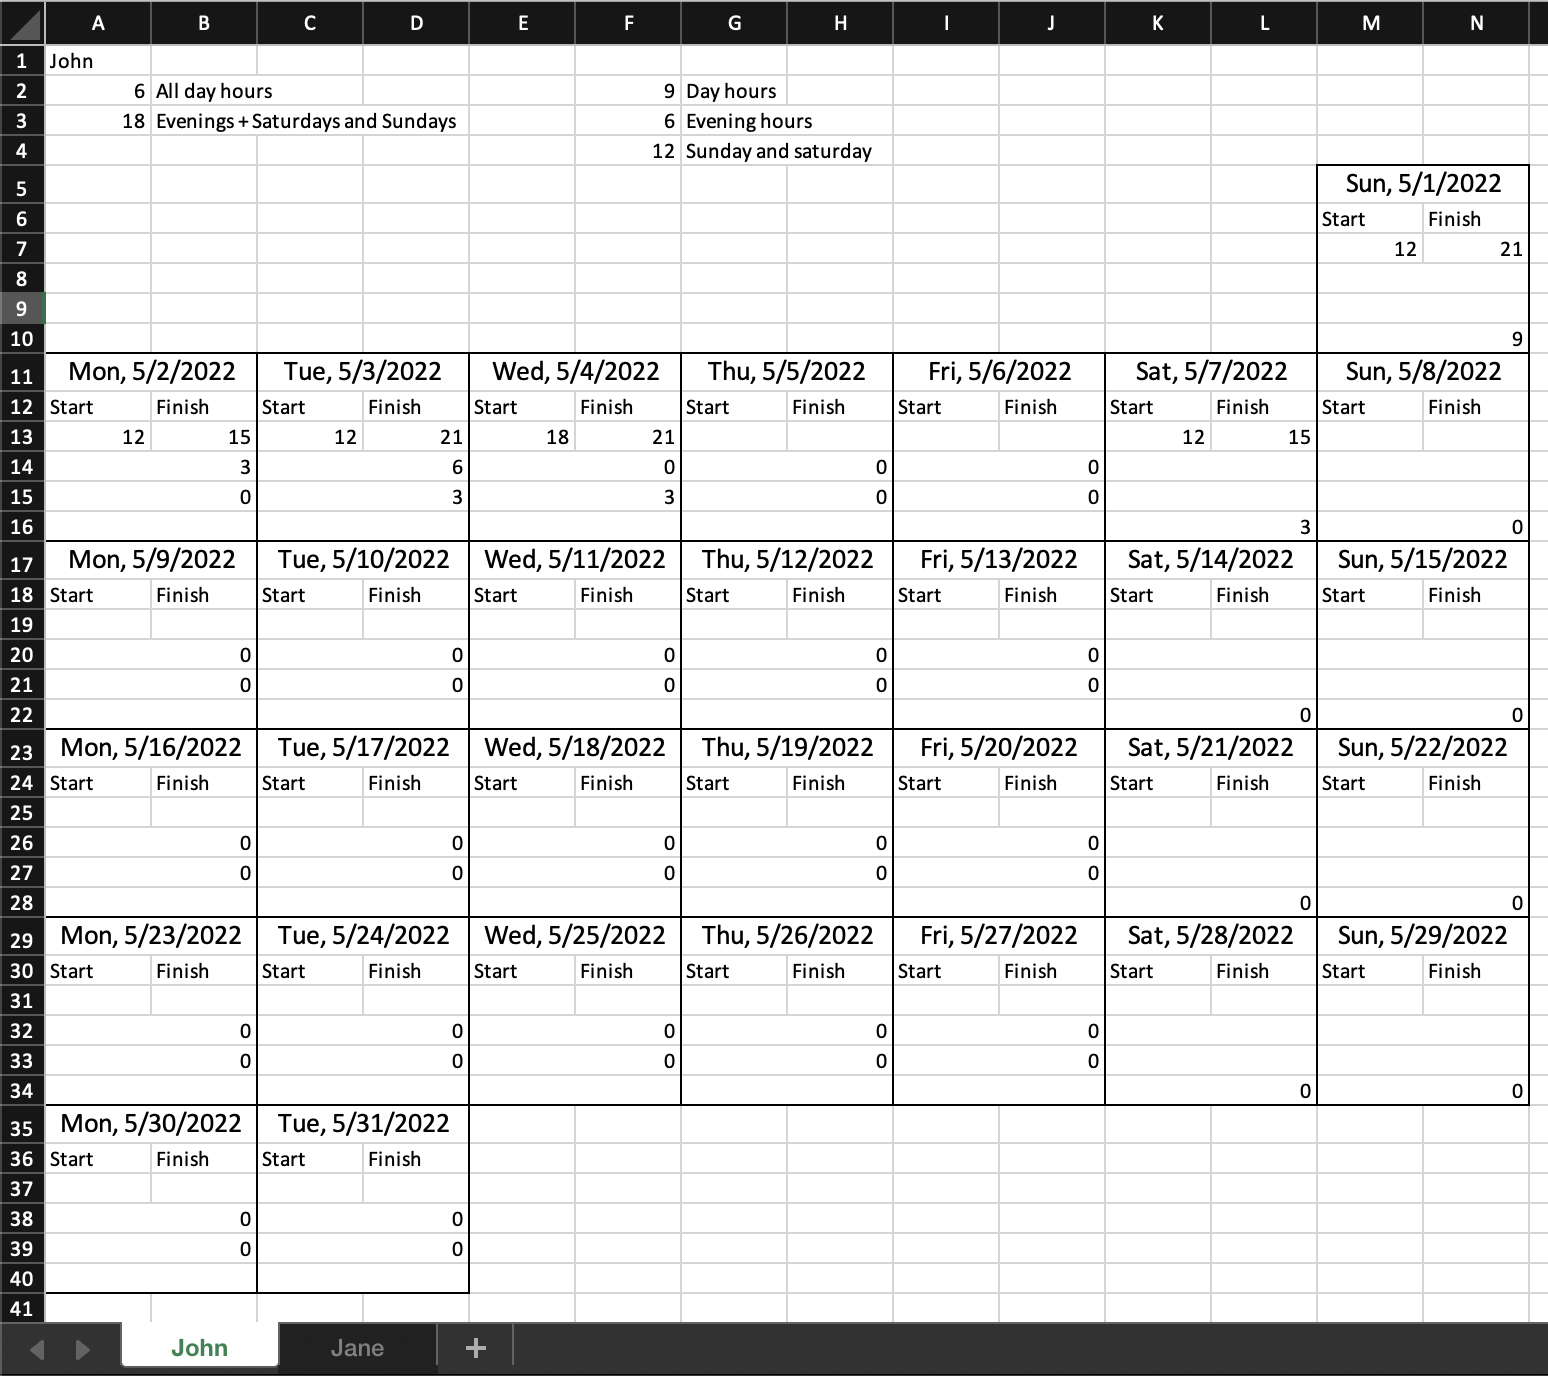 A B C D E F G H I J K L M N
1 John
2 6 All day hours 9 Day hours
3 18 Evenings + Saturdays and Sundays 6 Evening hours
4 12 Sunday and saturday
5 Sun, 5/1/2022
6 Start Finish
7 12 21
8
9
10 9
11 Mon, 5/2/2022 Tue, 5/3/2022 Wed, 5/4/2022 Thu, 5/5/2022 Fri, 5/6/2022 Sat, 5/7/2022 Sun, 5/8/2022
12 Start Finish Start Finish Start Finish Start Finish Start Finish Start Finish Start Finish
13 12 15 12 21 18 21 12 15
14 3 6 0 0 0
15 0 3 3 0 0
16 3 0
17 Mon, 5/9/2022 Tue, 5/10/2022 Wed, 5/11/2022 Thu, 5/12/2022 Fri, 5/13/2022 Sat, 5/14/2022 Sun, 5/15/2022
18 Start Finish Start Finish Start Finish Start Finish Start Finish Start Finish Start Finish
19
20 0 0 0 0 0
21 0 0 0 0 0
22 0 0
23 Mon, 5/16/2022 Tue, 5/17/2022 Wed, 5/18/2022 Thu, 5/19/2022 Fri, 5/20/2022 Sat, 5/21/2022 Sun, 5/22/2022
24 Start Finish Start Finish Start Finish Start Finish Start Finish Start Finish Start Finish
25
26 0 0 0 0 0
27 0 0 0 0 0
28 0 0
29 Mon, 5/23/2022 Tue, 5/24/2022 Wed, 5/25/2022 Thu, 5/26/2022 Fri, 5/27/2022 Sat, 5/28/2022 Sun, 5/29/2022
30 Start Finish Start Finish Start Finish Start Finish Start Finish Start Finish Start Finish
31
32 0 0 0 0 0
33 0 0 0 0 0
34 0 0
35 Mon, 5/30/2022 Tue, 5/31/2022
36 Start Finish Start Finish
37
38 0 0
39 0 0
40
41
John Jane +